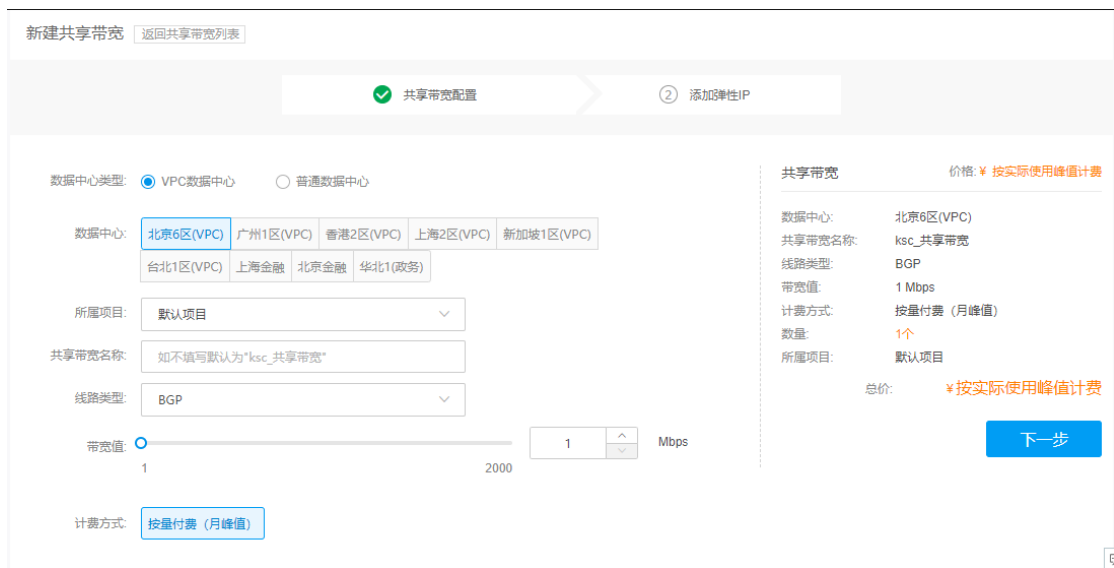 新建共享带宽 返回共享带宽列表
共享带宽配置 2 添加弹性IP
数据中心类型: VPC数据中心 普通数据中心
数据中心: 北京6区(VPC) 广州1区(VPC) 香港2区(VPC) 上海2区(VPC) 新加坡1区(VPC)
台北1区(VPC) 上海金融 北京金融 华北1(政务)
所属项目: 默认项目
共享带宽名称: 如不填写默认为"ksc_共享带宽"
线路类型: BGP
带宽值: 1 Mbps
1 2000
计费方式: 按量付费（月峰值）
共享带宽 价格: ¥ 按实际使用峰值计费
数据中心: 北京6区(VPC)
共享带宽名称: ksc_共享带宽
线路类型: BGP
带宽值: 1 Mbps
计费方式: 按量付费（月峰值）
数量: 1个
所属项目: 默认项目
总价: ¥按实际使用峰值计费
下一步